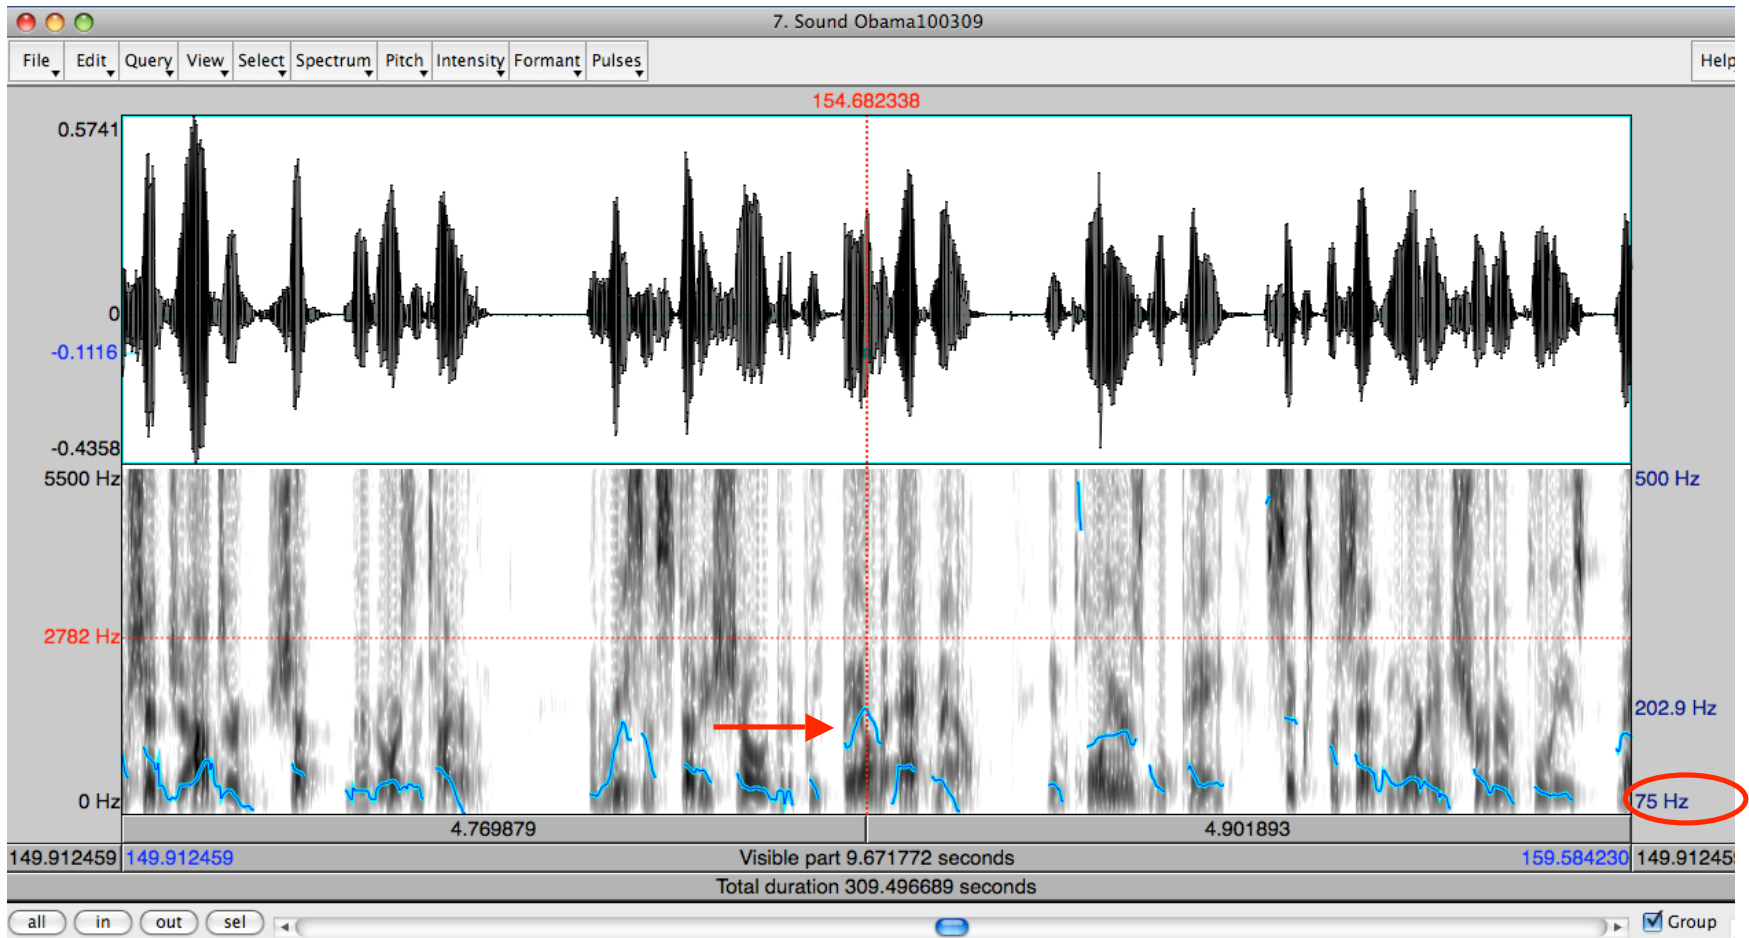 7. Sound Obama100309
File Edit Query View Select Spectrum Pitch Intensity Formant Pulses Help
154.682338
0.5741
0
-0.1116
-0.4358
5500 Hz 500 Hz
2782 Hz
202.9 Hz
0 Hz 75 Hz
4.769879 4.901893
149.912459 149.912459 Visible part 9.671772 seconds 159.584230 149.91245
Total duration 309.496689 seconds
all in out sel Group